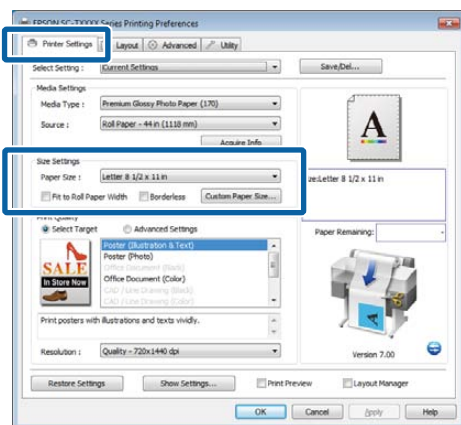 EPSON SC-TXXXX Series Printing Preferences
Printer Settings Layout Advanced Utility
Select Setting : Current Settings Save/Del...
Media Settings
Media Type : Premium Glossy Photo Paper (170)
Source : Roll Paper - 44 in (1118 mm)
Acquire Info
A
Size Settings
Paper Size : Letter 8 1/2 x 11 in
ze:Letter 8 1/2 x 11 in
Fit to Roll Paper Width Borderless Custom Paper Size...
Print Quality
Select Target Advanced Settings
Paper Remaining: -
SALE
In Store Now
Poster (Illustration & Text)
Poster (Photo)
Office Document (Black)
Office Document (Color)
CAD / Line Drawing (Black)
CAD / Line Drawing (Color)
Print posters with illustrations and texts vividly.
Resolution : Quality - 720x1440 dpi
Version 7.00
Restore Settings Show Settings... Print Preview Layout Manager
OK Cancel Apply Help